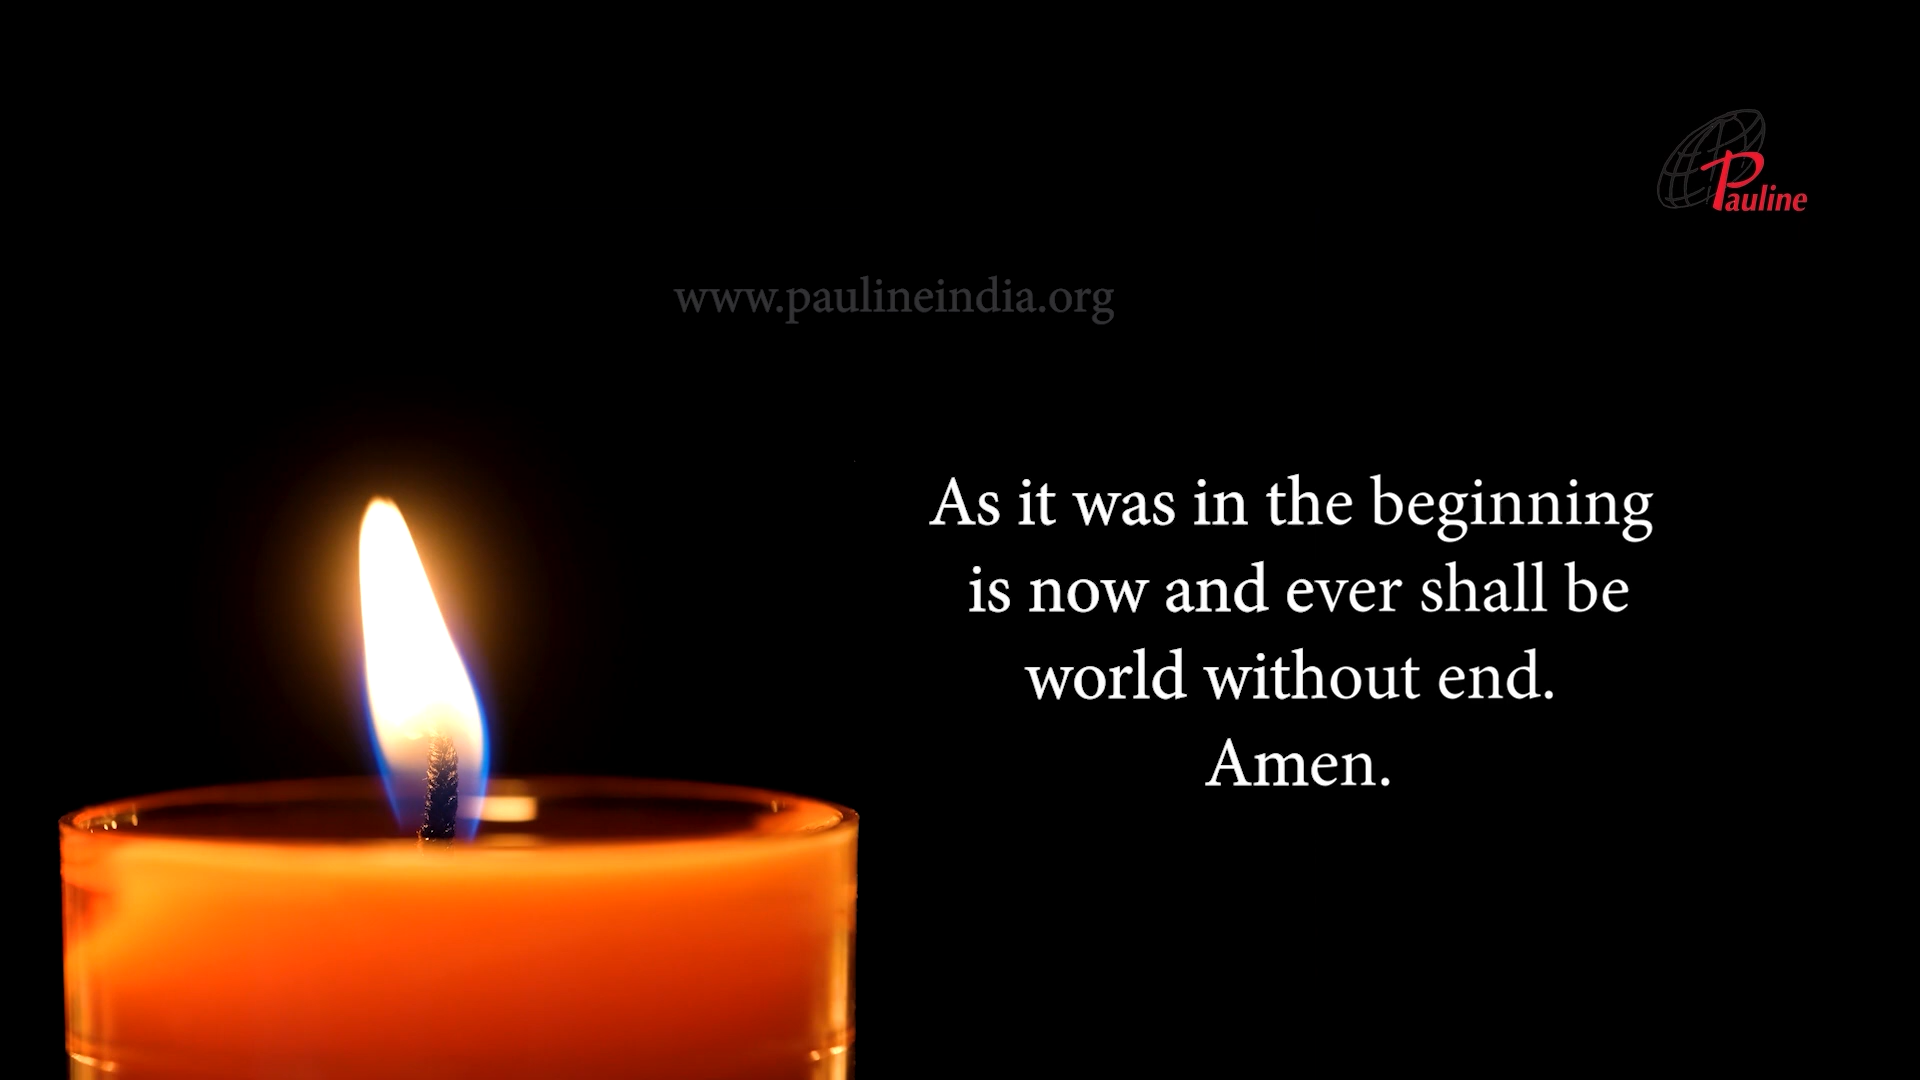 Pauline
www.paulineindia.org
As it was in the beginning
is now and ever shall be
world without end.
Amen.